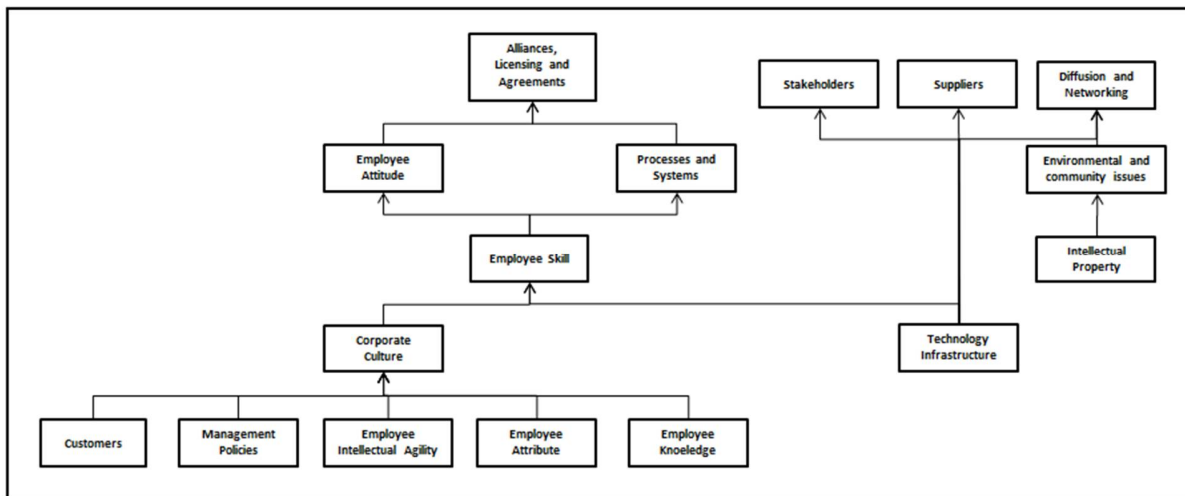 Alliances,
Licensing and
Agreements
Stakeholders
Suppliers
Diffusion and
Networking
Employee
Attitude
Processes and
Systems
Environmental and
community issues
Employee Skill
Intellectual
Property
Corporate
Culture
Technology
Infrastructure
Customers
Management
Policies
Employee
Intellectual Agility
Employee
Attribute
Employee
Knoeledge